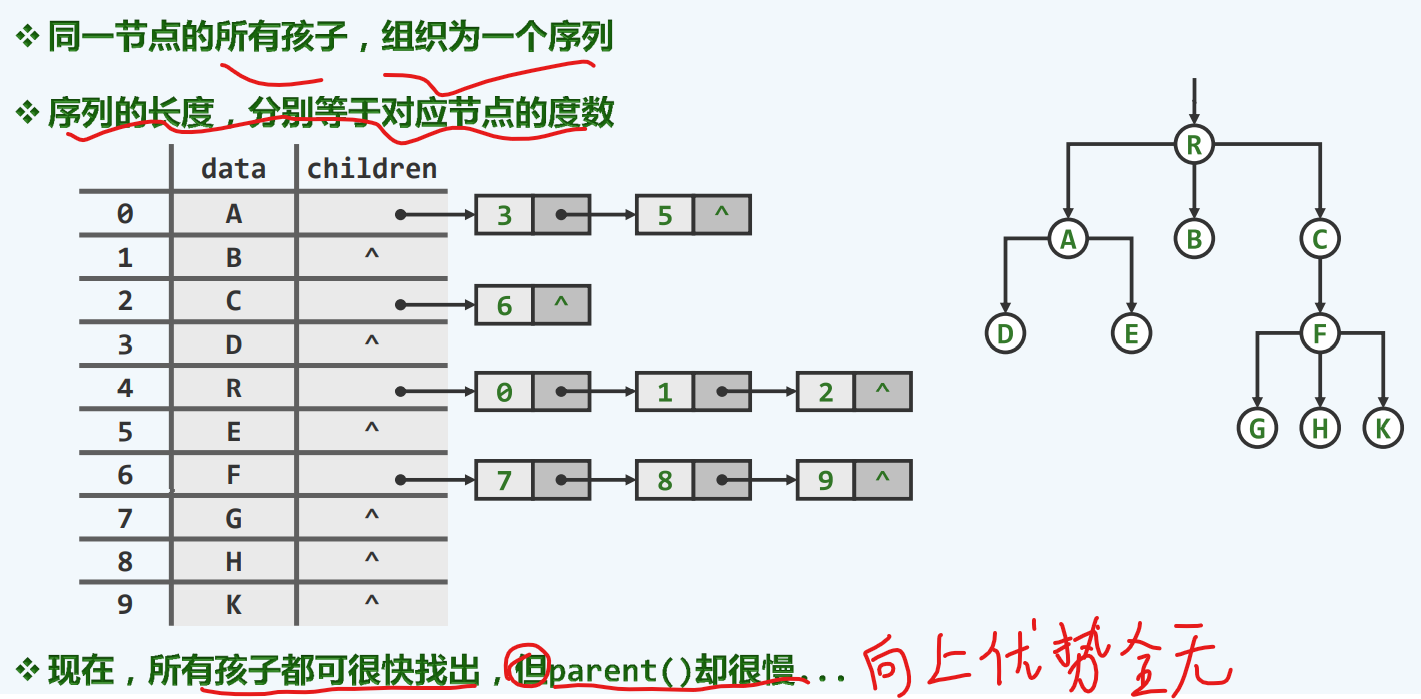 ❖ 同一节点的所有孩子，组织为一个序列
❖ 序列的长度，分别等于对应节点的度数
data children
0 A 3 5 ^
1 B ^
2 C 6 ^
3 D ^
4 R 0 1 2 ^
5 E ^
6 F 7 8 9 ^
7 G ^
8 H ^
9 K ^
R
A B C
D E F
G H K
❖ 现在，所有孩子都可很快找出，但parent()却很慢...
向上优势全无